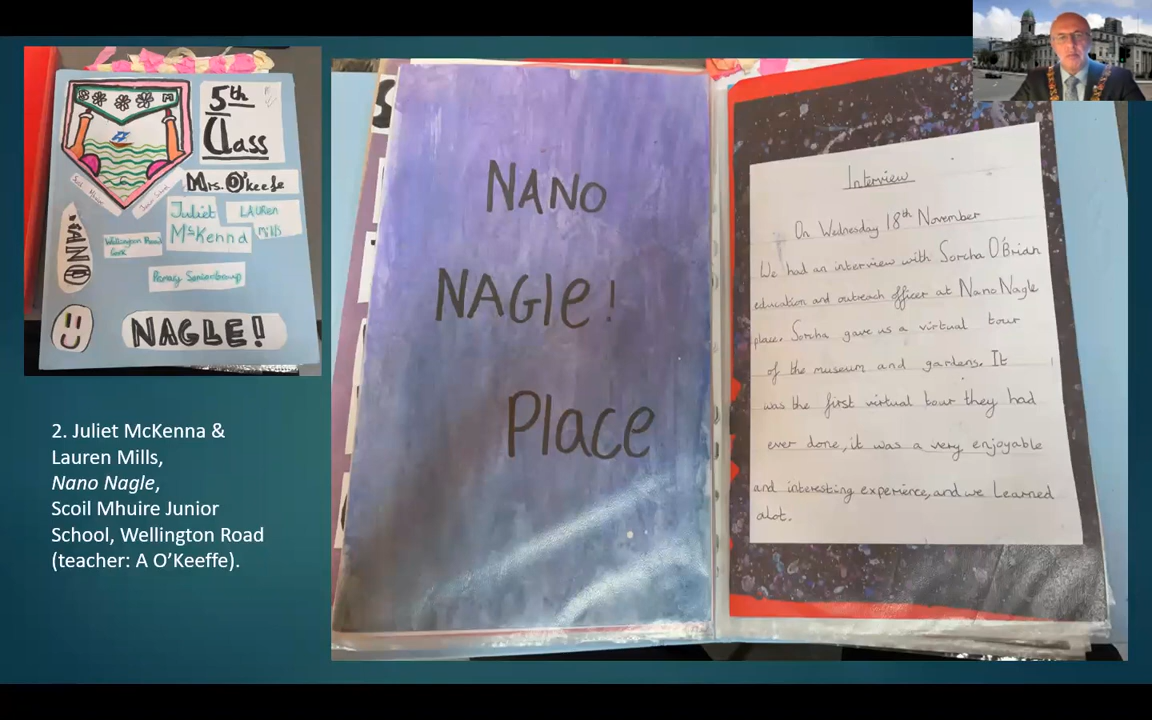 5th
Class
Mrs. O'keefe
Juliet
McKenna
LAUREN
Mills
Wellington Road
Cork
NANO
NAGLE!
2. Juliet McKenna &
Lauren Mills,
Nano Nagle,
Scoil Mhuire Junior
School, Wellington Road
(teacher: A O'Keeffe).
NANO
NAGLE!
Place
Interview
On Wednesday 18th November
We had an interview with Sorcha O'Brian
education and outreach officer at Nano Nagle
place. Sorcha gave us a virtual tour
of the museum and gardens. It
was the first virtual tour they had
ever done, it was a very enjoyable
and interesting experience, and we Learned
alot.